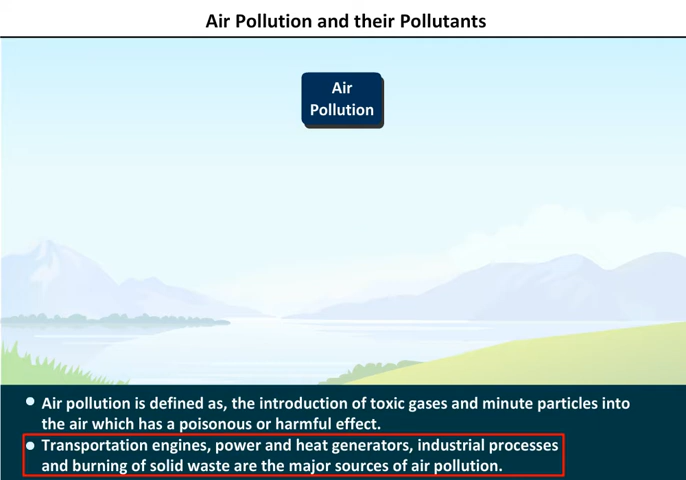 Air Pollution and their Pollutants
Air
Pollution
Air pollution is defined as, the introduction of toxic gases and minute particles into
the air which has a poisonous or harmful effect.
Transportation engines, power and heat generators, industrial processes
and burning of solid waste are the major sources of air pollution.